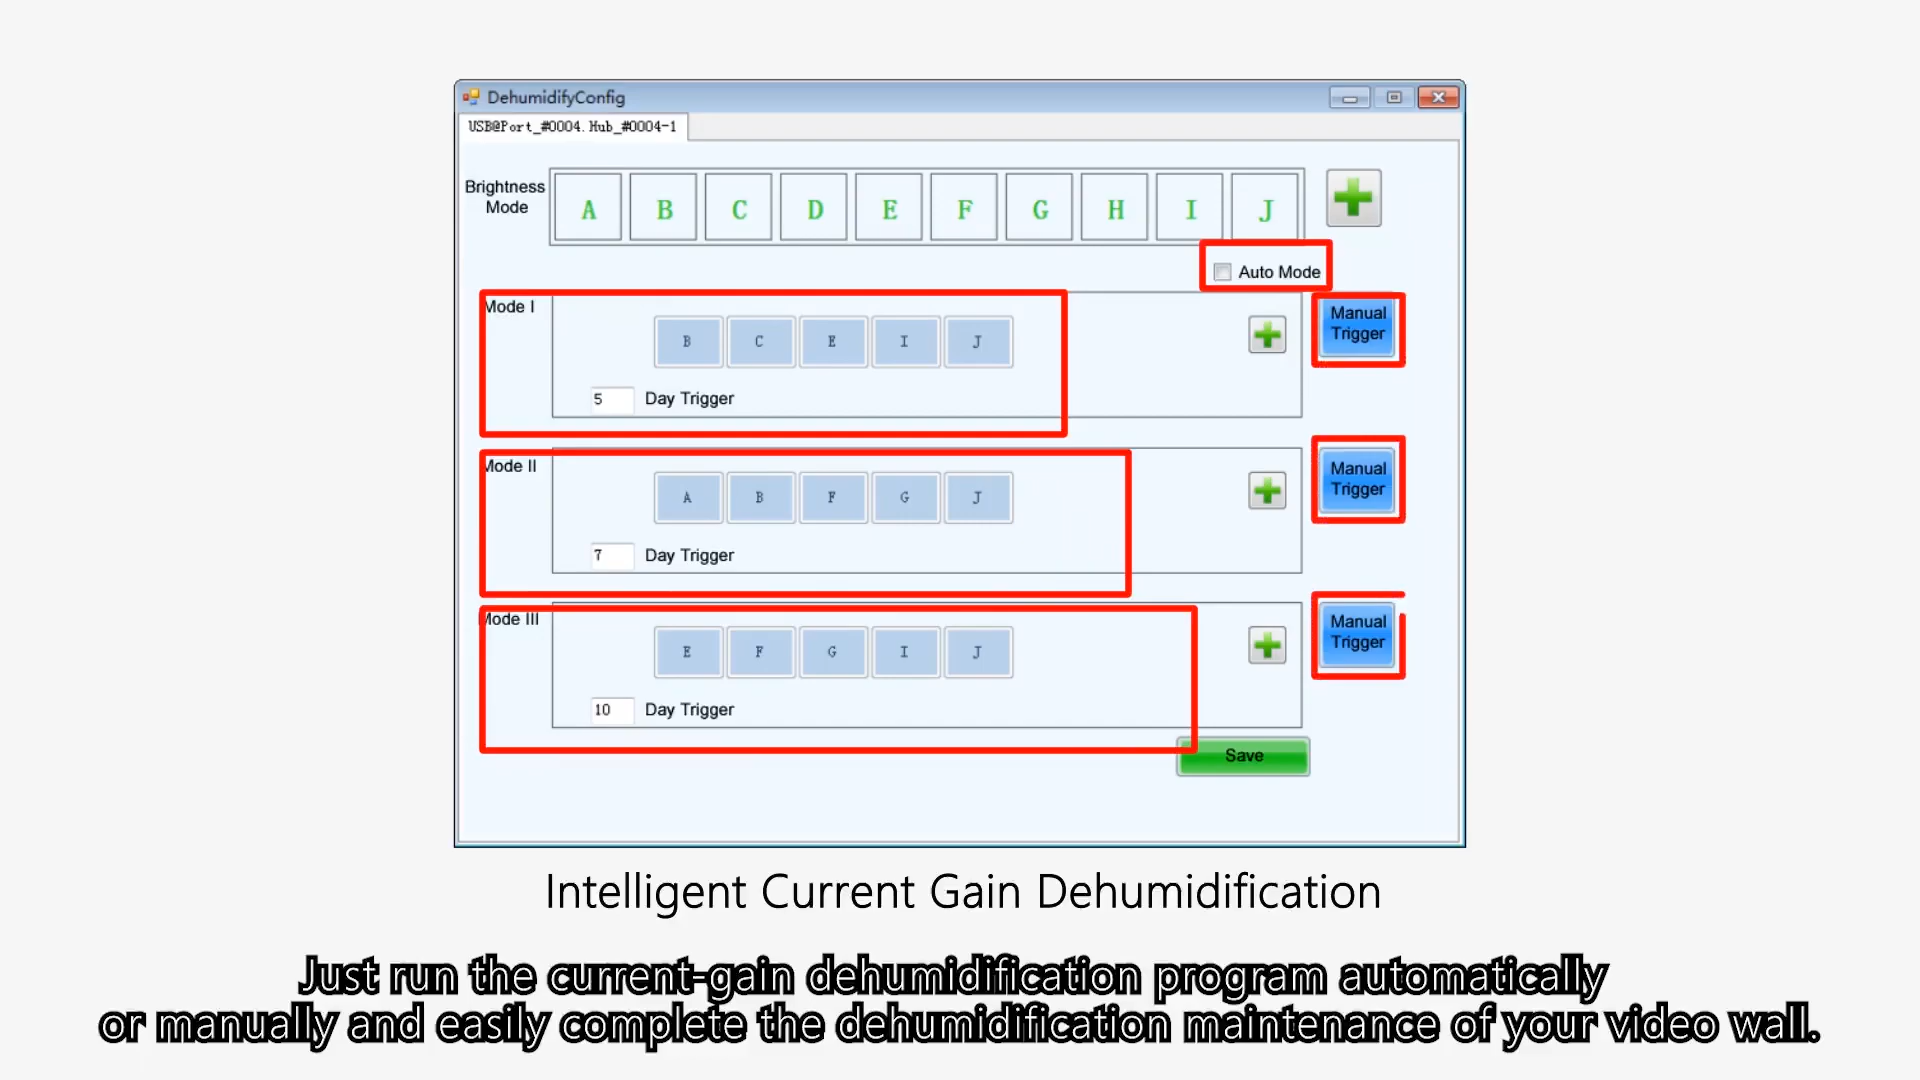 DehumidifyConfig
USB@Port_#0004.Hub_#0004-1
Brightness
Mode
A B C D E F G H I J
Auto Mode
Mode I
B C E I J
Manual
Trigger
5 Day Trigger
Mode II
A B F G J
Manual
Trigger
7 Day Trigger
Mode III
E F G I J
Manual
Trigger
10 Day Trigger
Save
Intelligent Current Gain Dehumidification
Just run the current-gain dehumidification program automatically
or manually and easily complete the dehumidification maintenance of your video wall.